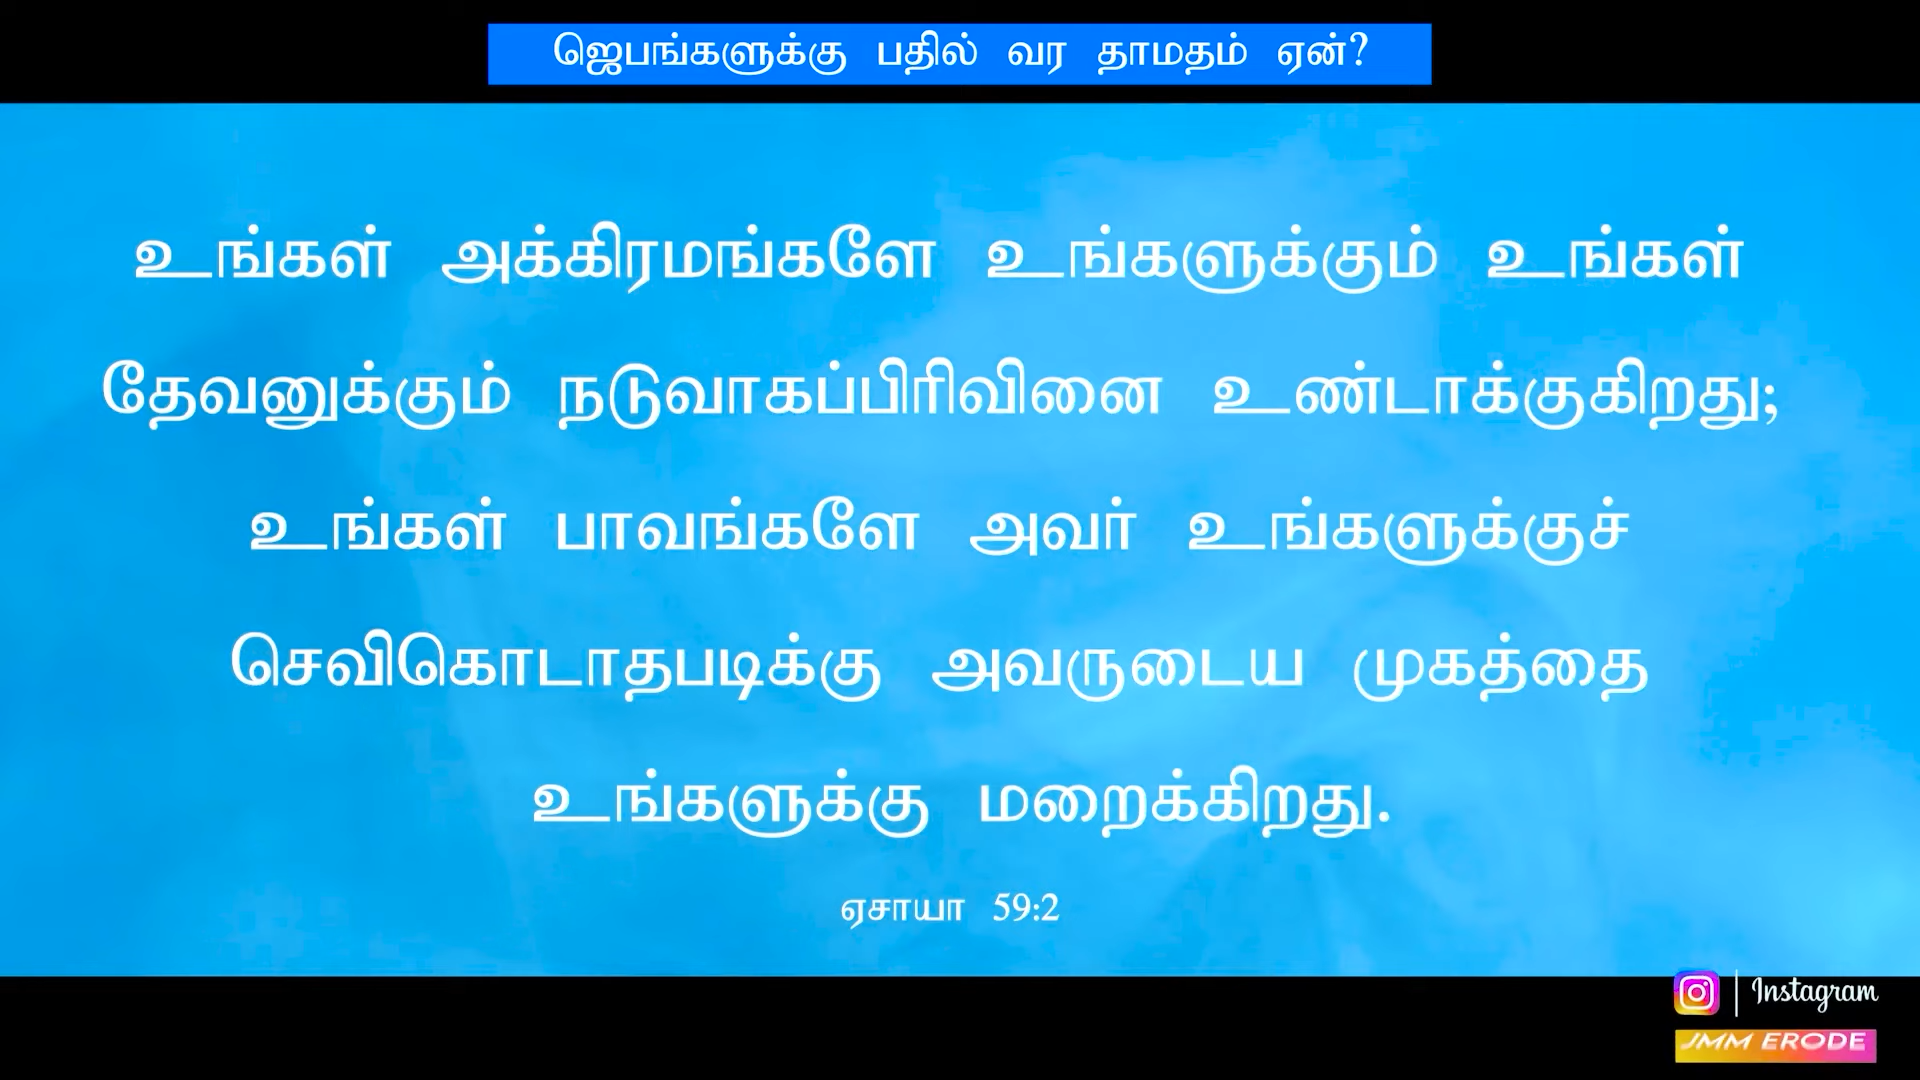 ஜெபங்களுக்கு பதில் வர தாமதம் ஏன்?
உங்கள் அக்கிரமங்களே உங்களுக்கும் உங்கள்
தேவனுக்கும் நடுவாகப்பிரிவினை உண்டாக்குகிறது;
உங்கள் பாவங்களே அவர் உங்களுக்குச்
செவிகொடாதபடிக்கு அவருடைய முகத்தை
உங்களுக்கு மறைக்கிறது.
ஏசாயா 59:2
Instagram
JMM ERODE